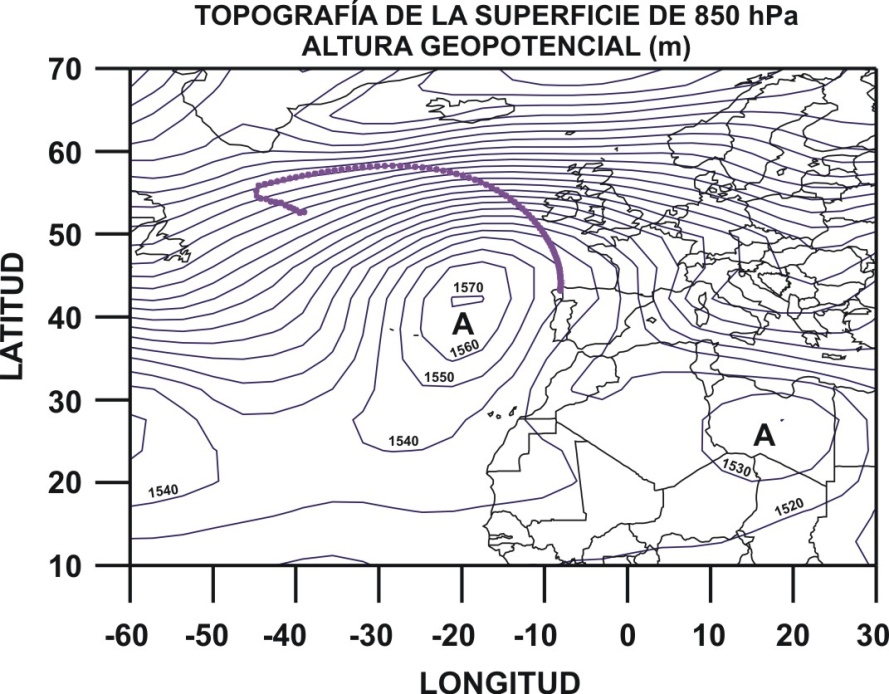 TOPOGRAFÍA DE LA SUPERFICIE DE 850 hPa
ALTURA GEOPOTENCIAL (m)
70
60
50
40
30
20
10
LATITUD
1570
A
1560
1550
1540
1540
A
1530
1520
-60 -50 -40 -30 -20 -10 0 10 20 30
LONGITUD